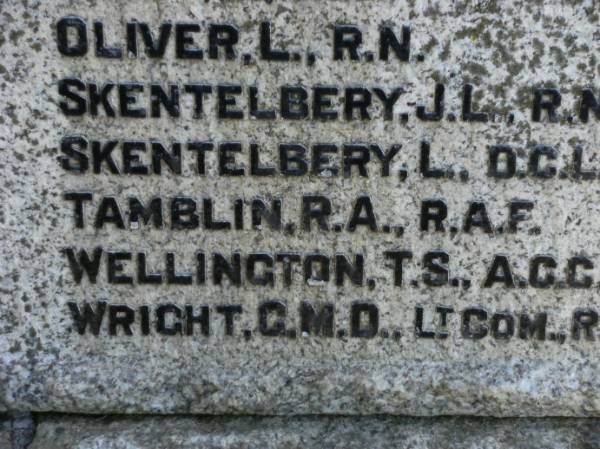 OLIVER, L., R.N.
SKENTELBERY, J.L., R.N
SKENTELBERY, L., D.C.L.
TAMBLIN, R.A., R.A.F.
WELLINGTON, T.S., A.C.C.
WRIGHT, G.M.D., LT COM., R